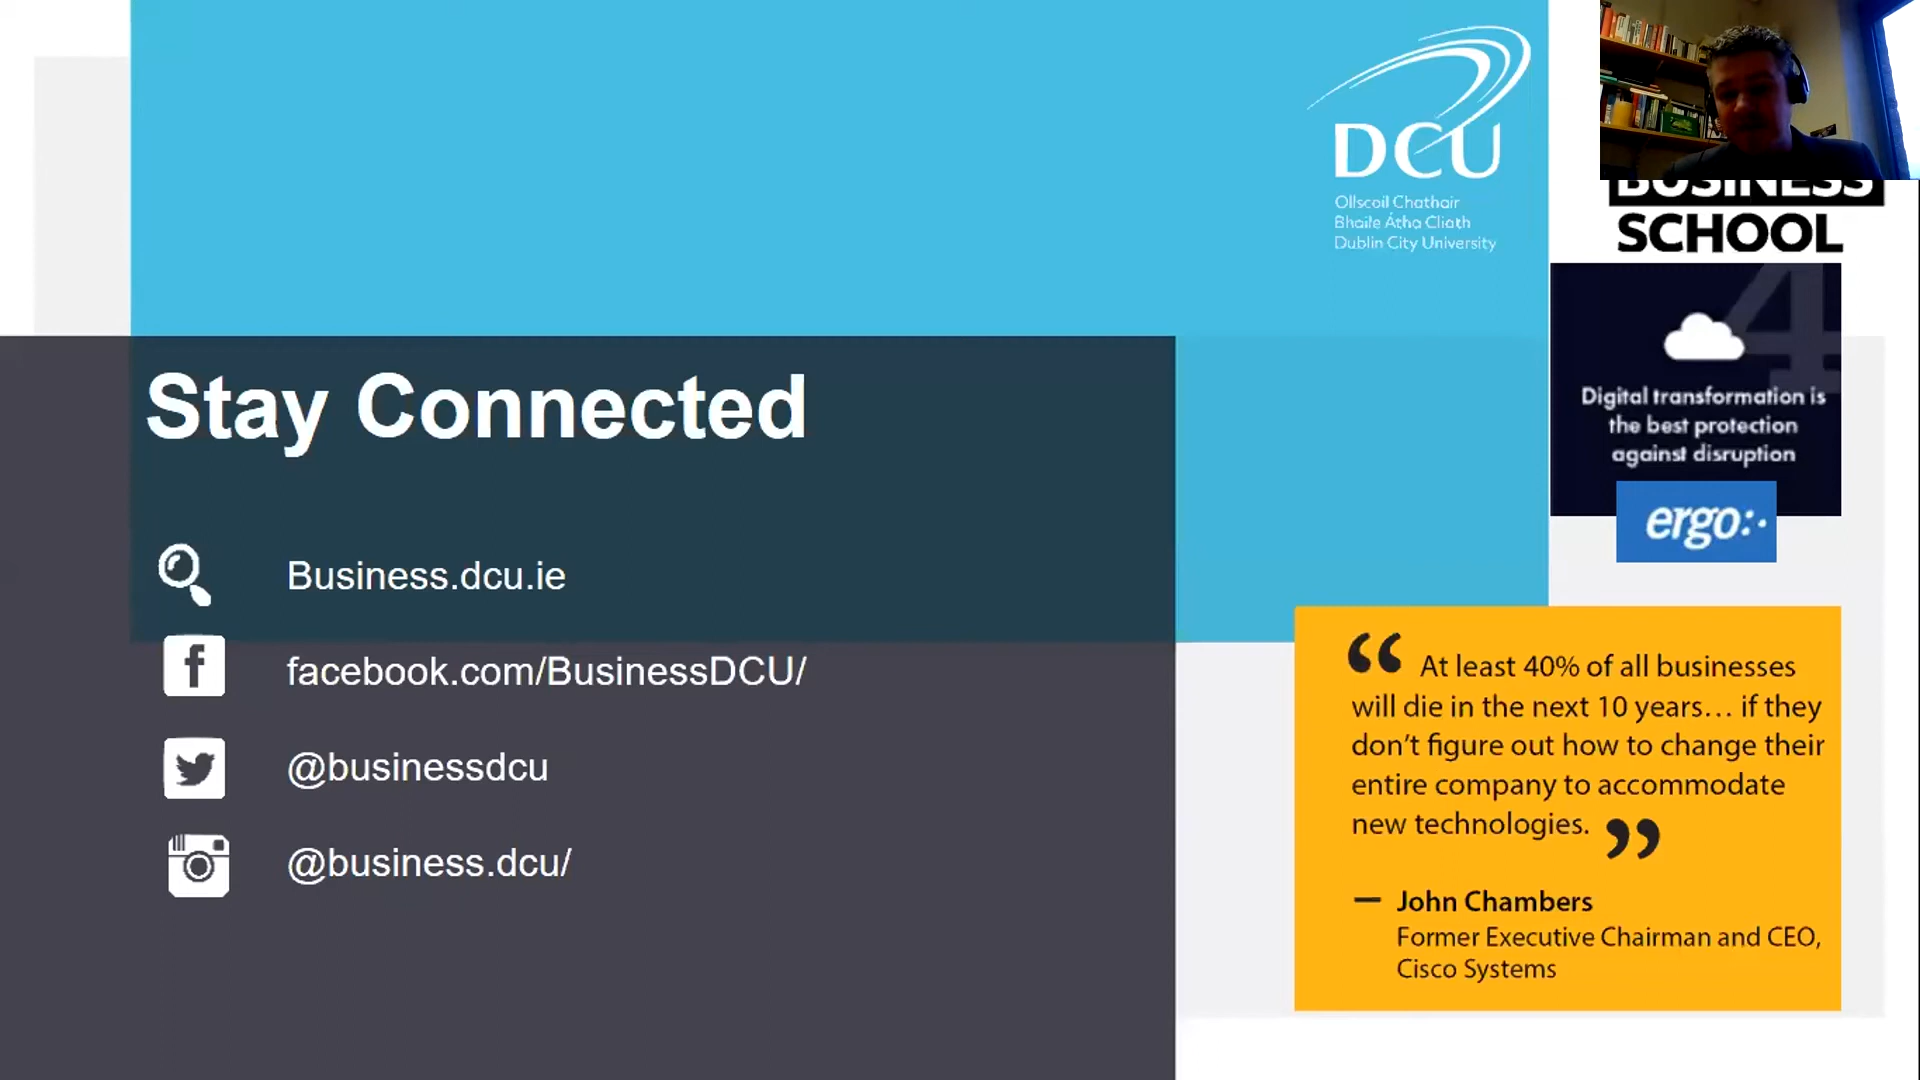 DCU
Ollscoil Chathair
Bhaile Átha Cliath
Dublin City University
BUSINESS
SCHOOL
4
Digital transformation is
the best protection
against disruption
ergo:.
Stay Connected
Business.dcu.ie
facebook.com/BusinessDCU/
@businessdcu
@business.dcu/
“ At least 40% of all businesses
will die in the next 10 years… if they
don’t figure out how to change their
entire company to accommodate
new technologies. ”
— John Chambers
Former Executive Chairman and CEO,
Cisco Systems